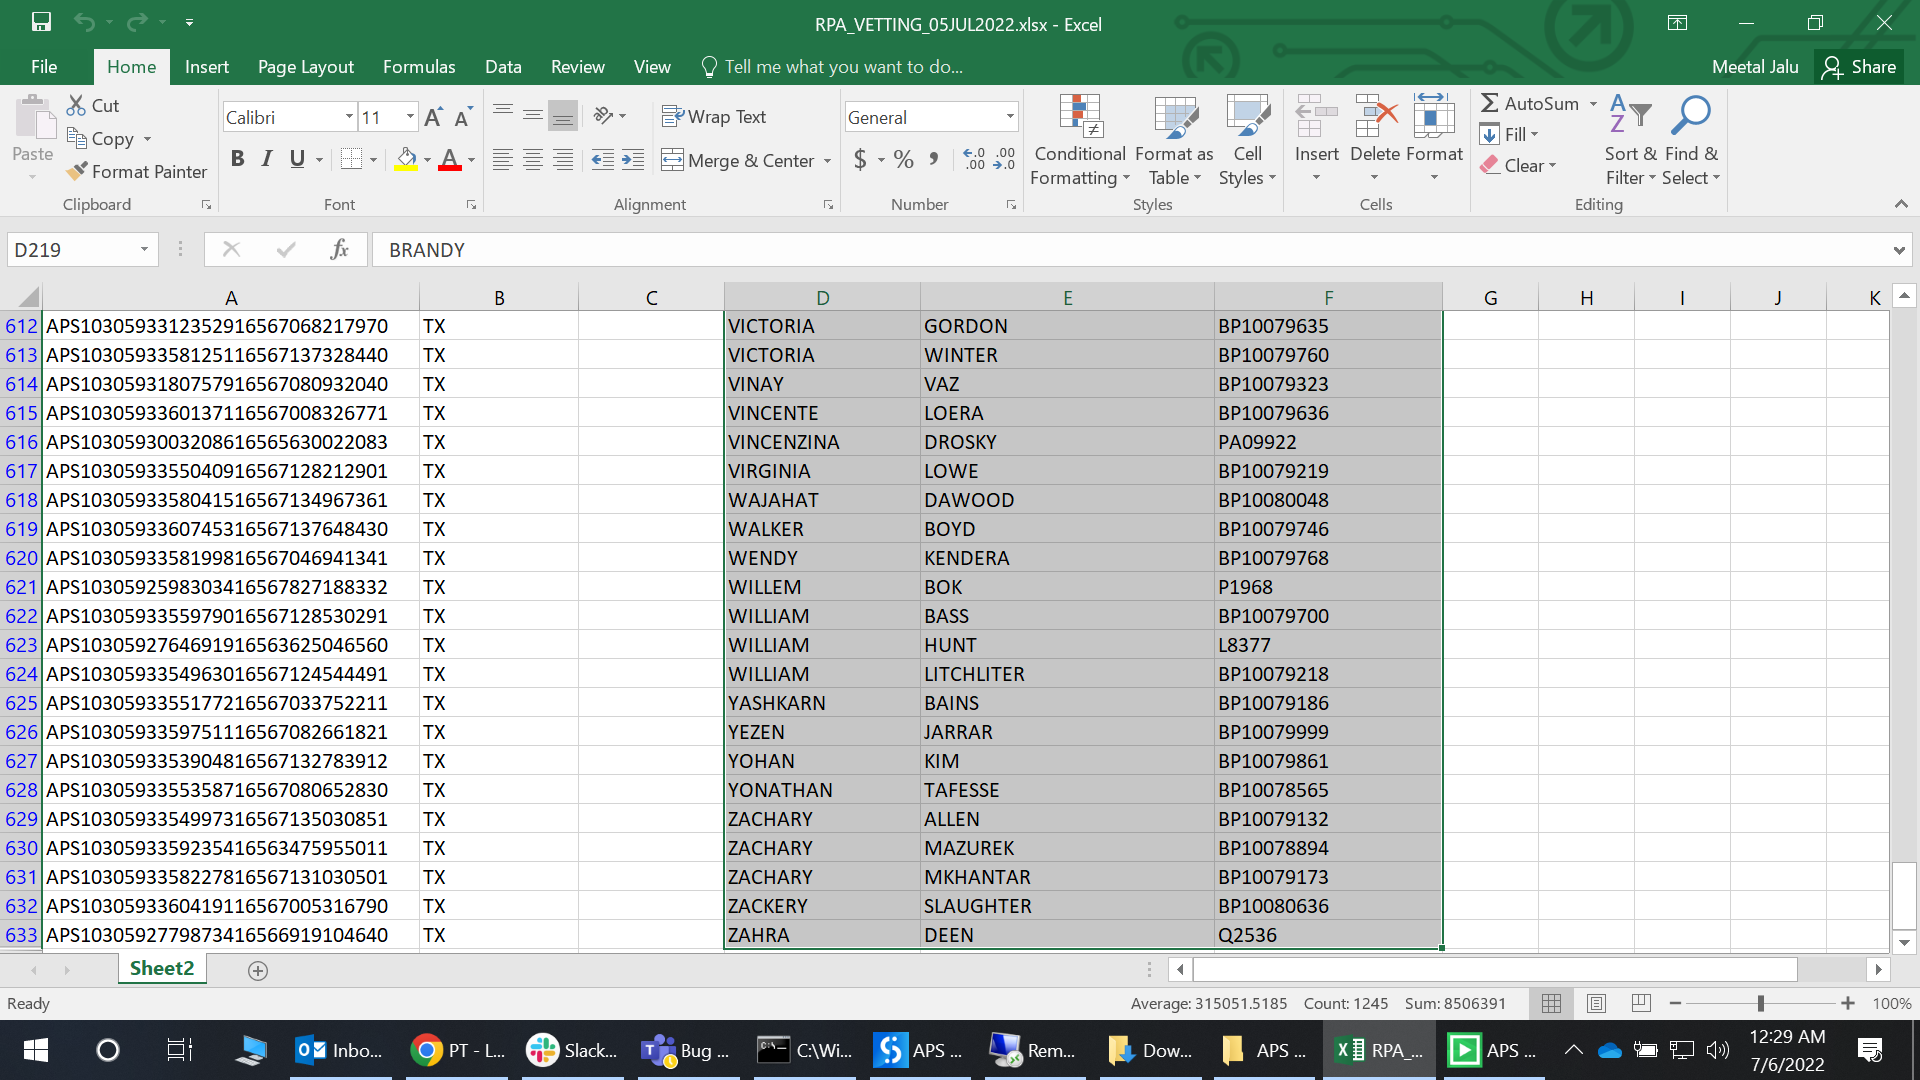 RPA_VETTING_05JUL2022.xlsx - Excel
File Home Insert Page Layout Formulas Data Review View Tell me what you want to do... Meetal Jalu Share
Paste
Cut
Copy
Format Painter
Clipboard
Calibri 11
B I U
Font
Wrap Text
Merge & Center
Alignment
General
$ % , .0 .00 .00 .0
Number
Conditional Formatting
Format as Table
Cell Styles
Styles
Insert Delete Format
Cells
AutoSum
Fill
Clear
Sort & Filter
Find & Select
Editing
D219 fx BRANDY
A B C D E F G H I J K
612 APS1030593312352916567068217970 TX VICTORIA GORDON BP10079635
613 APS1030593358125116567137328440 TX VICTORIA WINTER BP10079760
614 APS1030593180757916567080932040 TX VINAY VAZ BP10079323
615 APS1030593360137116567008326771 TX VINCENTE LOERA BP10079636
616 APS1030593003208616565630022083 TX VINCENZINA DROSKY PA09922
617 APS1030593355040916567128212901 TX VIRGINIA LOWE BP10079219
618 APS1030593358041516567134967361 TX WAJAHAT DAWOOD BP10080048
619 APS1030593360745316567137648430 TX WALKER BOYD BP10079746
620 APS1030593358199816567046941341 TX WENDY KENDERA BP10079768
621 APS1030592598303416567827188332 TX WILLEM BOK P1968
622 APS1030593355979016567128530291 TX WILLIAM BASS BP10079700
623 APS1030592764691916563625046560 TX WILLIAM HUNT L8377
624 APS1030593354963016567124544491 TX WILLIAM LITCHLITER BP10079218
625 APS1030593355177216567033752211 TX YASHKARN BAINS BP10079186
626 APS1030593359751116567082661821 TX YEZEN JARRAR BP10079999
627 APS1030593353904816567132783912 TX YOHAN KIM BP10079861
628 APS1030593355358716567080652830 TX YONATHAN TAFESSE BP10078565
629 APS1030593354997316567135030851 TX ZACHARY ALLEN BP10079132
630 APS1030593359235416563475955011 TX ZACHARY MAZUREK BP10078894
631 APS1030593358227816567131030501 TX ZACHARY MKHANTAR BP10079173
632 APS1030593360419116567005316790 TX ZACKERY SLAUGHTER BP10080636
633 APS1030592779873416566919104640 TX ZAHRA DEEN Q2536
Sheet2
Ready Average: 315051.5185 Count: 1245 Sum: 8506391 100%
Inbo... PT - L... Slack... Bug ... C:\Wi... APS ... Rem... Dow... APS ... RPA_... APS ... 12:29 AM
7/6/2022